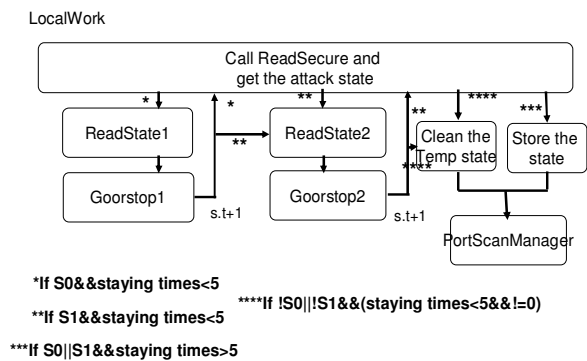 LocalWork
Call ReadSecure and
get the attack state
*
*
**
**
****
***
ReadState1
**
ReadState2
Clean the
Temp state
Store the
state
****
Goorstop1
Goorstop2
s.t+1
s.t+1
PortScanManager
*If S0&&staying times<5
**If S1&&staying times<5
****If !S0||!S1&&(staying times<5&&!=0)
***If S0||S1&&staying times>5